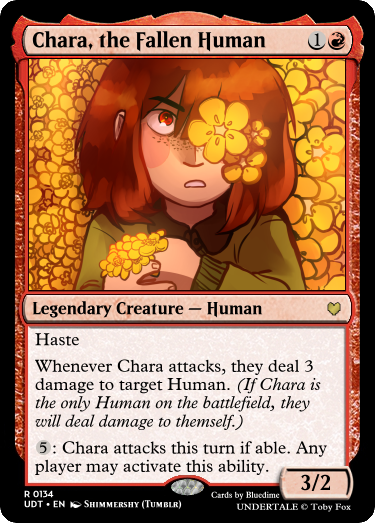 Chara, the Fallen Human 1
Legendary Creature — Human
Haste
Whenever Chara attacks, they deal 3
damage to target Human. (If Chara is
the only Human on the battlefield, they
will deal damage to themself.)
5: Chara attacks this turn if able. Any
player may activate this ability.
3/2
R 0134
UDT • EN Shimmershy (Tumblr)
Cards by Bluedime
UNDERTALE © Toby Fox